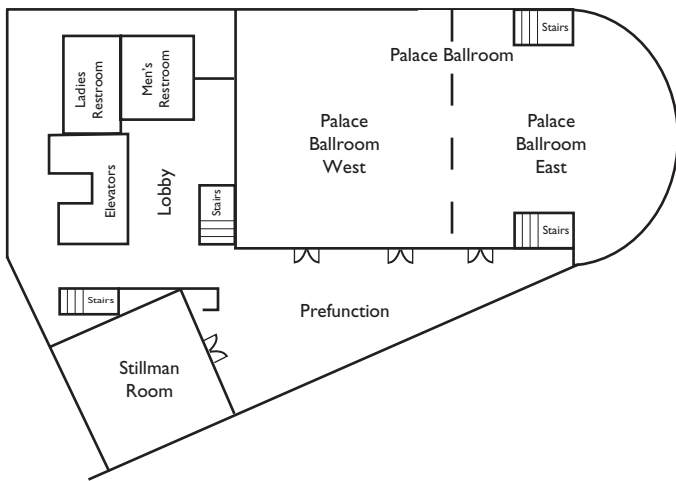 Stairs
Palace Ballroom
Ladies
Restroom
Men's
Restroom
Palace
Ballroom
West
Palace
Ballroom
East
Elevators
Lobby
Stairs
Stairs
Stairs
Prefunction
Stillman
Room